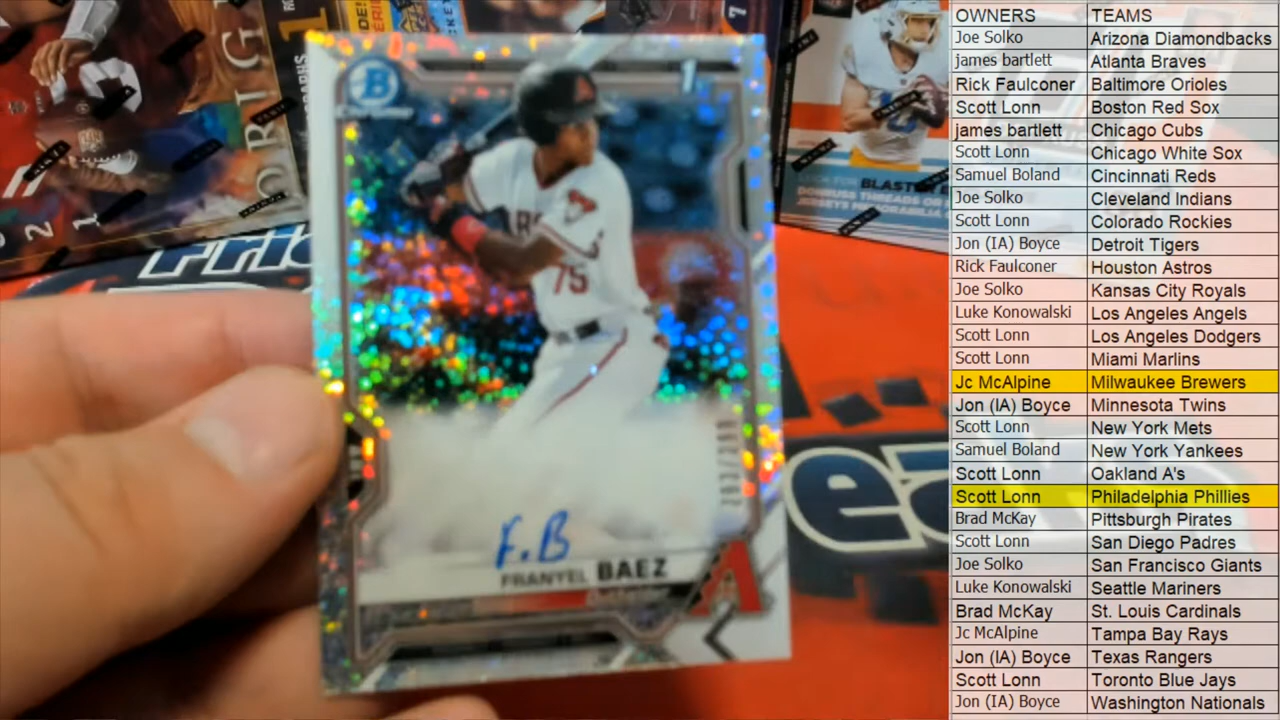 OWNERS TEAMS
Joe Solko Arizona Diamondbacks
james bartlett Atlanta Braves
Rick Faulconer Baltimore Orioles
Scott Lonn Boston Red Sox
james bartlett Chicago Cubs
Scott Lonn Chicago White Sox
Samuel Boland Cincinnati Reds
Joe Solko Cleveland Indians
Scott Lonn Colorado Rockies
Jon (IA) Boyce Detroit Tigers
Rick Faulconer Houston Astros
Joe Solko Kansas City Royals
Luke Konowalski Los Angeles Angels
Scott Lonn Los Angeles Dodgers
Scott Lonn Miami Marlins
Jc McAlpine Milwaukee Brewers
Jon (IA) Boyce Minnesota Twins
Scott Lonn New York Mets
Samuel Boland New York Yankees
Scott Lonn Oakland A's
Scott Lonn Philadelphia Phillies
Brad McKay Pittsburgh Pirates
Scott Lonn San Diego Padres
Joe Solko San Francisco Giants
Luke Konowalski Seattle Mariners
Brad McKay St. Louis Cardinals
Jc McAlpine Tampa Bay Rays
Jon (IA) Boyce Texas Rangers
Scott Lonn Toronto Blue Jays
Jon (IA) Boyce Washington Nationals
B
1st
75
F.B
FRANYEL BAEZ
A